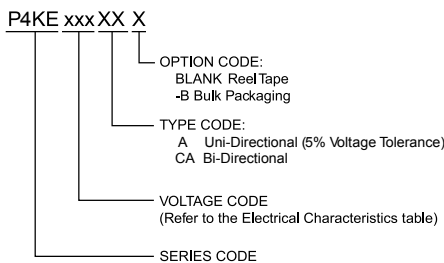 P4KE xxx XX X
OPTION CODE:
BLANK Reel Tape
-B Bulk Packaging
TYPE CODE:
A Uni-Directional (5% Voltage Tolerance)
CA Bi-Directional
VOLTAGE CODE
(Refer to the Electrical Characteristics table)
SERIES CODE